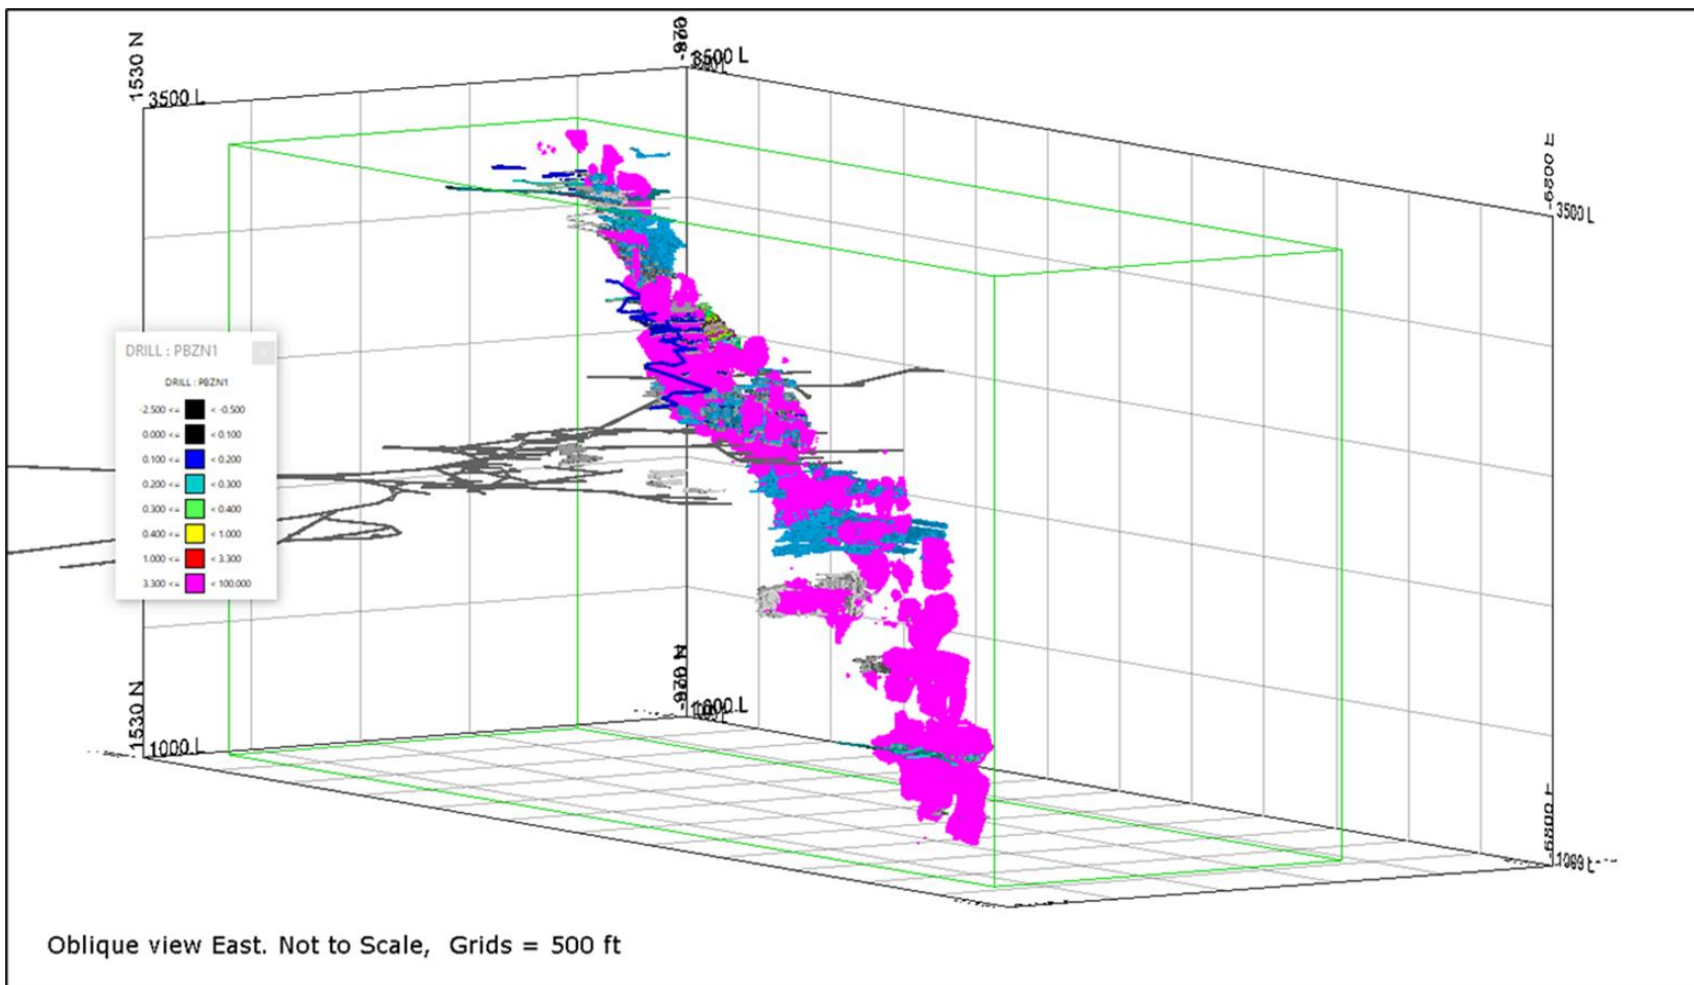 1530 N
3500 L
3500 L
3500 L
DRILL : PBZN1
DRILL : PBZN1
-2.500 <= < -0.500
0.000 <= < 0.100
0.100 <= < 0.200
0.200 <= < 0.300
0.300 <= < 0.400
0.400 <= < 1.000
1.000 <= < 3.300
3.300 <= < 100.000
1530 N
1000 L
1000 L
Oblique view East. Not to Scale, Grids = 500 ft